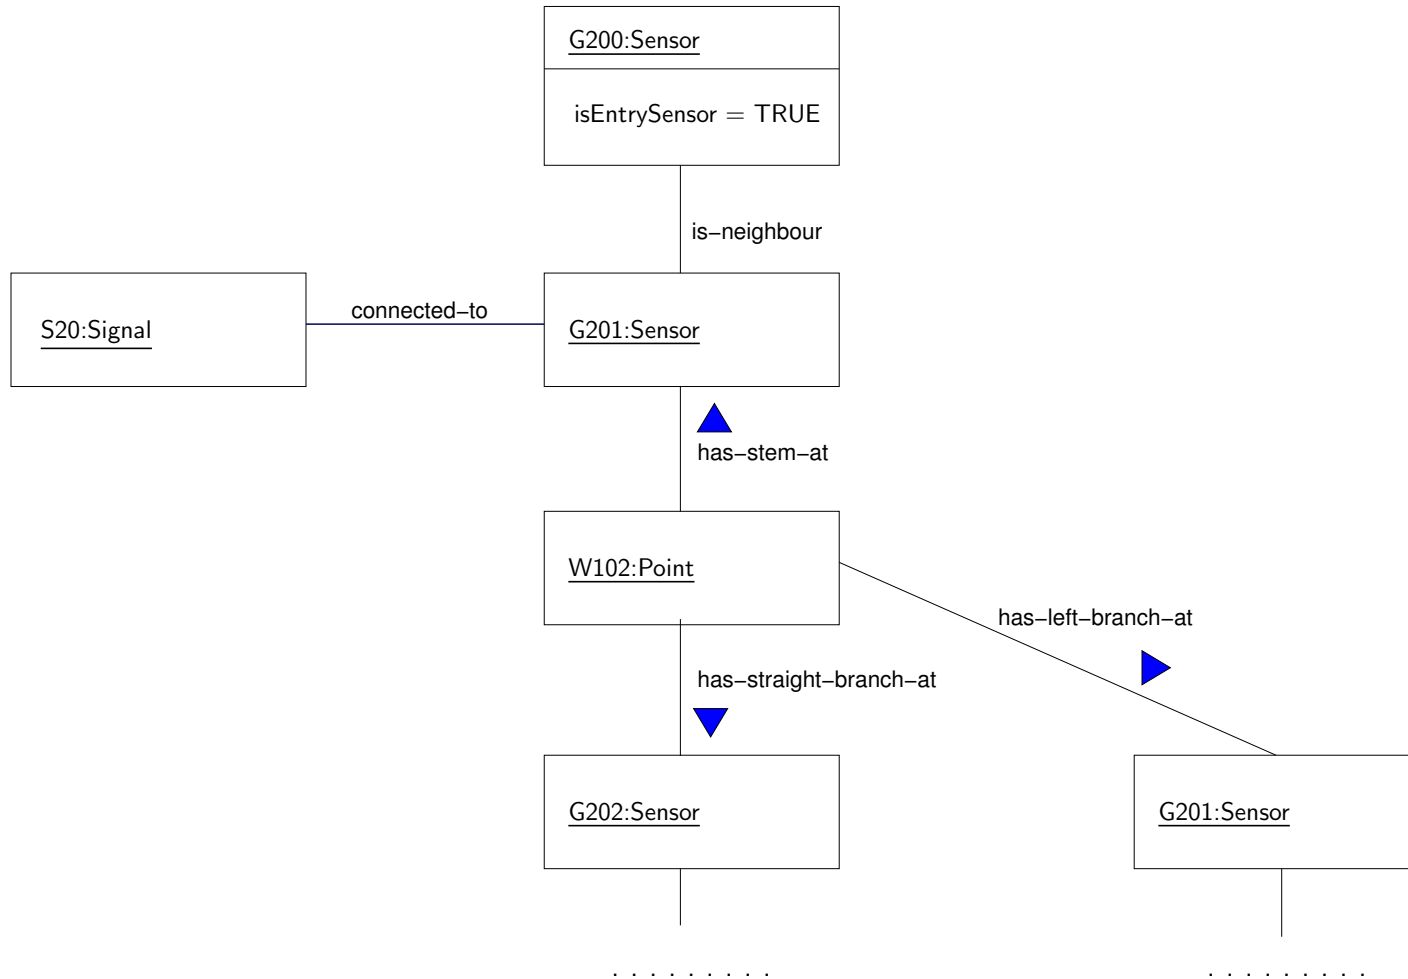 G200:Sensor
isEntrySensor = TRUE
is–neighbour
connected–to
S20:Signal
G201:Sensor
has–stem–at
W102:Point
has–left–branch–at
has–straight–branch–at
G202:Sensor
G201:Sensor